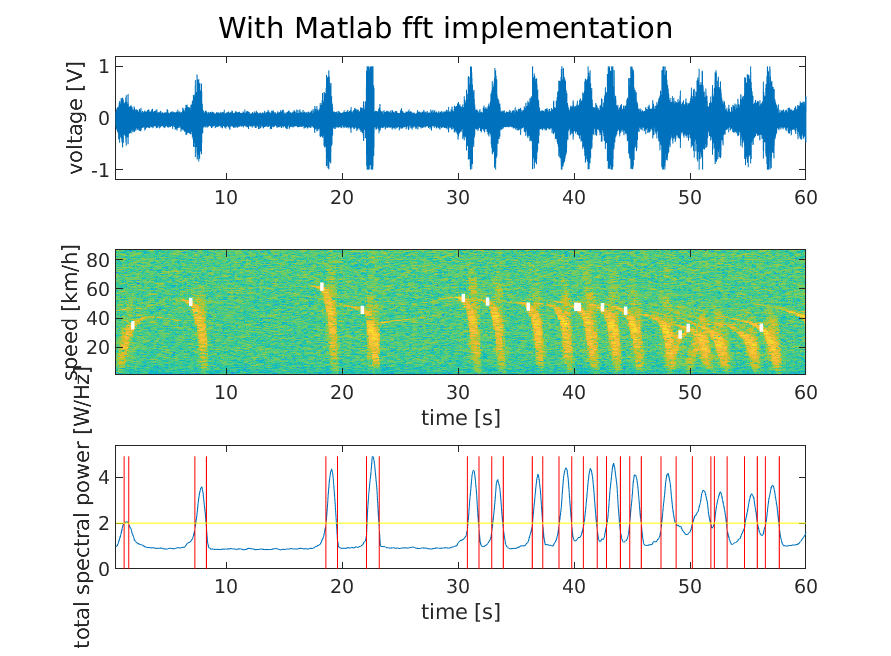 With Matlab fft implementation
voltage [V]
1
0
-1
10 20 30 40 50 60
speed [km/h]
80
60
40
20
10 20 30 40 50 60
time [s]
total spectral power [W/Hz]
4
2
0
10 20 30 40 50 60
time [s]